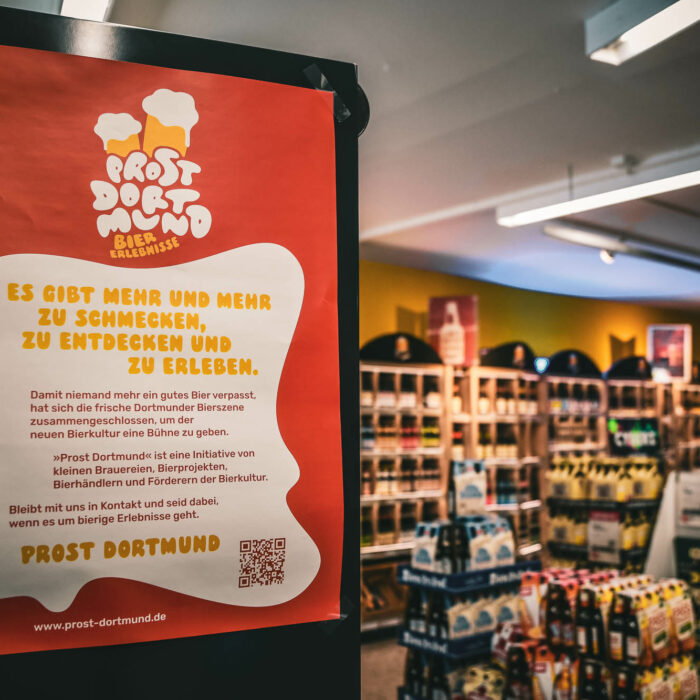 PROST
DORT
MUND
BIER
ERLEBNISSE
ES GIBT MEHR UND MEHR
ZU SCHMECKEN,
ZU ENTDECKEN UND
ZU ERLEBEN.
Damit niemand mehr ein gutes Bier verpasst,
hat sich die frische Dortmunder Bierszene
zusammengeschlossen, um der
neuen Bierkultur eine Bühne zu geben.
»Prost Dortmund« ist eine Initiative von
kleinen Brauereien, Bierprojekten,
Bierhändlern und Förderern der Bierkultur.
Bleibt mit uns in Kontakt und seid dabei,
wenn es um bierige Erlebnisse geht.
PROST DORTMUND
www.prost-dortmund.de